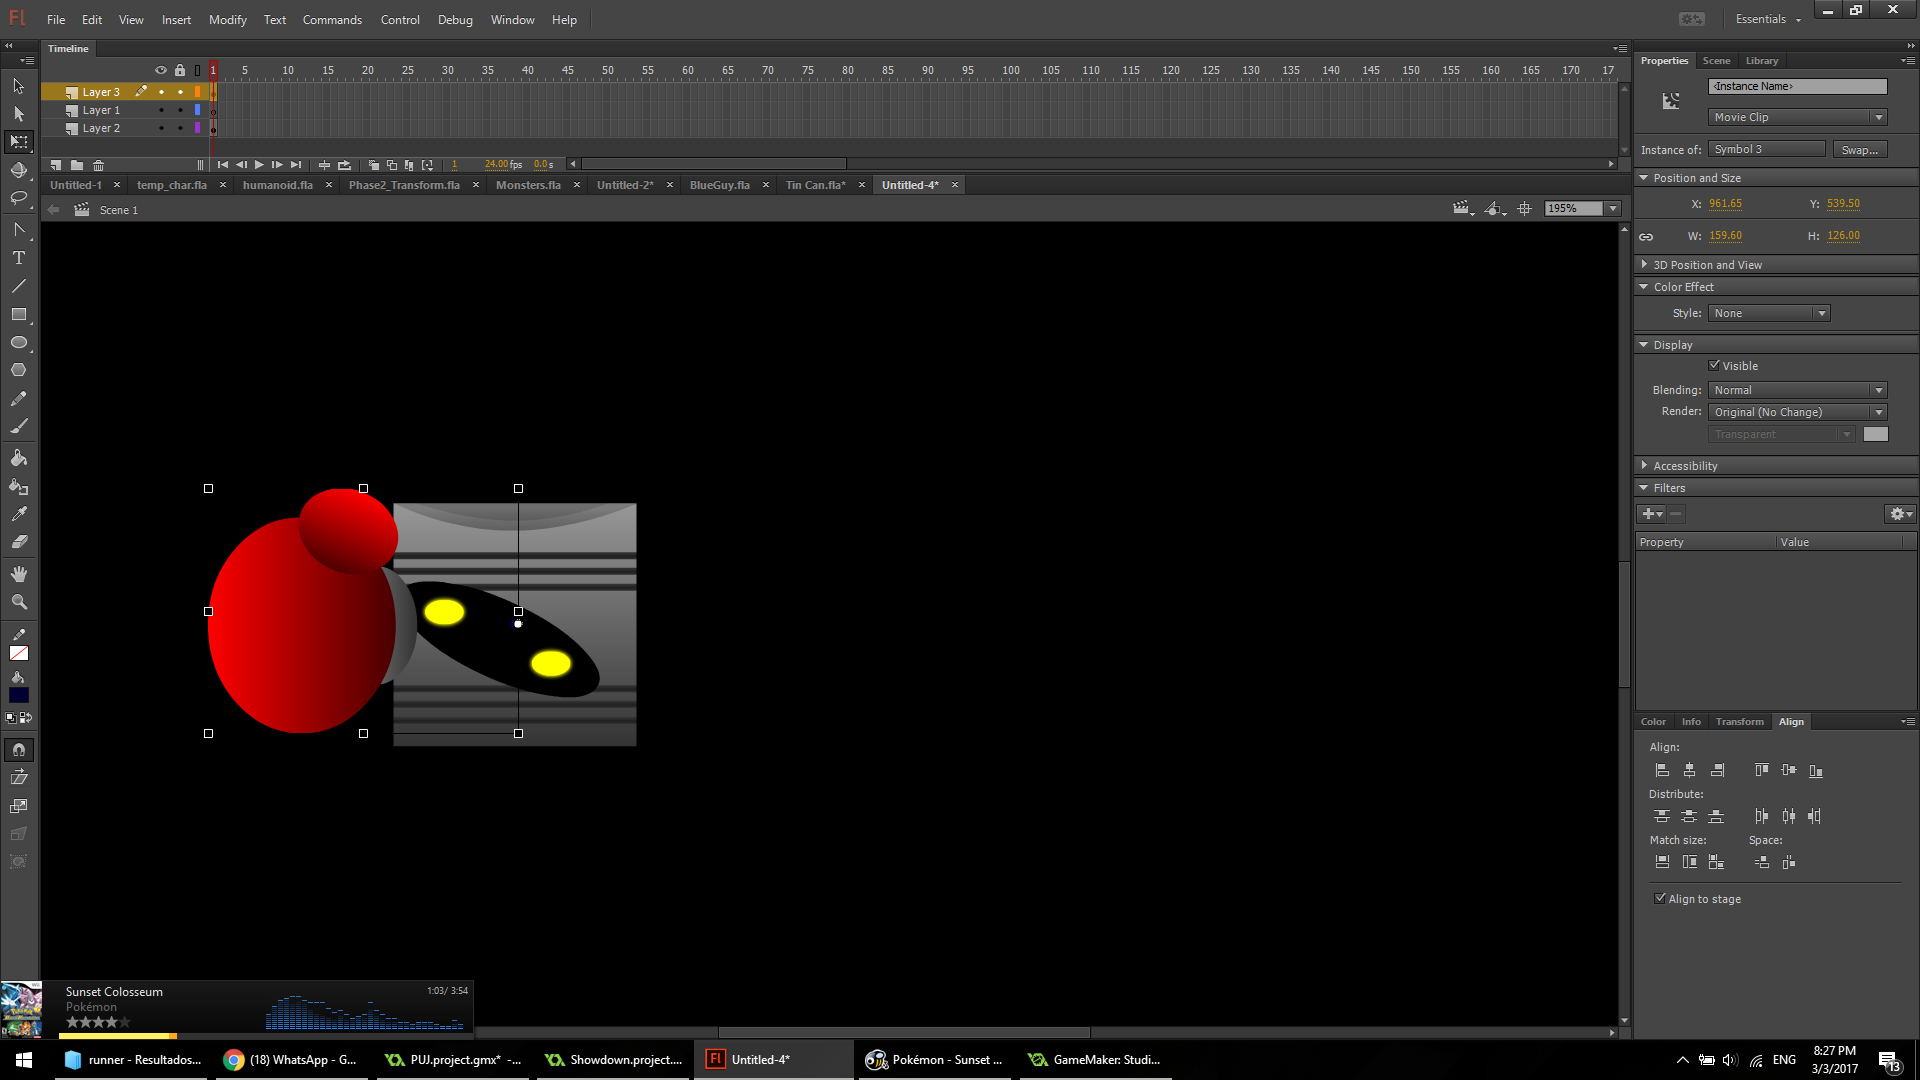 Fl File Edit View Insert Modify Text Commands Control Debug Window Help Essentials
Timeline
1 5 10 15 20 25 30 35 40 45 50 55 60 65 70 75 80 85 90 95 100 105 110 115 120 125 130 135 140 145 150 155 160 165 170 17
Layer 3
Layer 1
Layer 2
1 24.00 fps 0.0 s
Untitled-1 temp_char.fla humanoid.fla Phase2_Transform.fla Monsters.fla Untitled-2* BlueGuy.fla Tin Can.fla* Untitled-4*
Scene 1 195%
Properties Scene Library
<Instance Name>
Movie Clip
Instance of: Symbol 3 Swap...
Position and Size
X: 961.65 Y: 539.50
W: 159.60 H: 126.00
3D Position and View
Color Effect
Style: None
Display
Visible
Blending: Normal
Render: Original (No Change)
Transparent
Accessibility
Filters
Property Value
Color Info Transform Align
Align:
Distribute:
Match size: Space:
Align to stage
Sunset Colosseum 1:03/ 3:54
Pokémon
runner - Resultados... (18) WhatsApp - G... PUJ.project.gmx* -... Showdown.project.... Fl Untitled-4* Pokémon - Sunset ... GameMaker: Studi... ENG
8:27 PM
3/3/2017
13